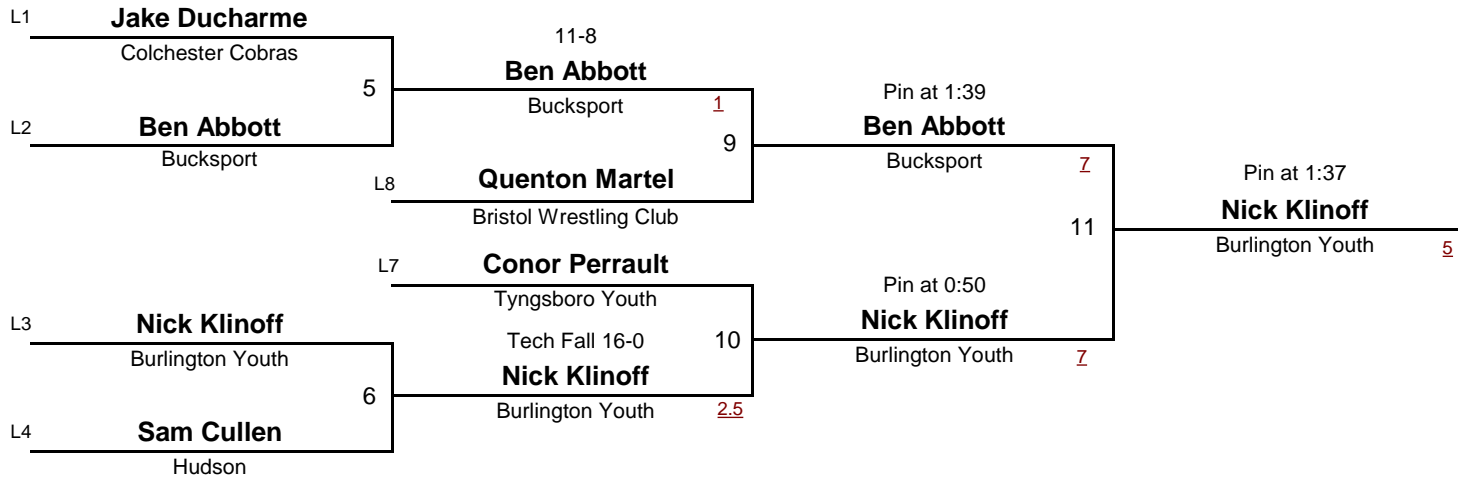 L1
Jake Ducharme
Colchester Cobras
5
L2
Ben Abbott
Bucksport
11-8
Ben Abbott
Bucksport
1
9
L8
Quenton Martel
Bristol Wrestling Club
Pin at 1:39
Ben Abbott
Bucksport
7
11
Pin at 1:37
Nick Klinoff
Burlington Youth
5
L7
Conor Perrault
Tyngsboro Youth
10
L3
Nick Klinoff
Burlington Youth
6
L4
Sam Cullen
Hudson
Tech Fall 16-0
Nick Klinoff
Burlington Youth
2.5
Pin at 0:50
Nick Klinoff
Burlington Youth
7